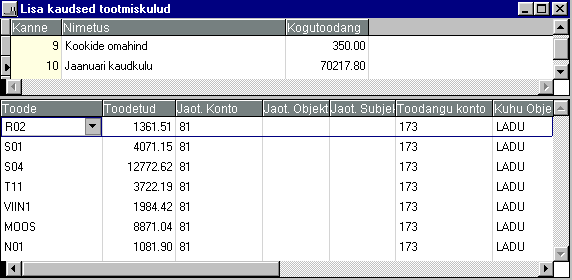 Lisa kaudsed tootmiskulud
Kanne Nimetus Kogutoodang
9 Kookide omahind 350.00
10 Jaanuari kaudkulu 70217.80
Toode Toodetud Jaot. Konto Jaot. Objekt Jaot. Subjek Toodangu konto Kuhu Obje
R02 1361.51 81 173 LADU
S01 4071.15 81 173 LADU
S04 12772.62 81 173 LADU
T11 3722.19 81 173 LADU
VIIN1 1984.42 81 173 LADU
MOOS 8871.04 81 173 LADU
N01 1081.90 81 173 LADU